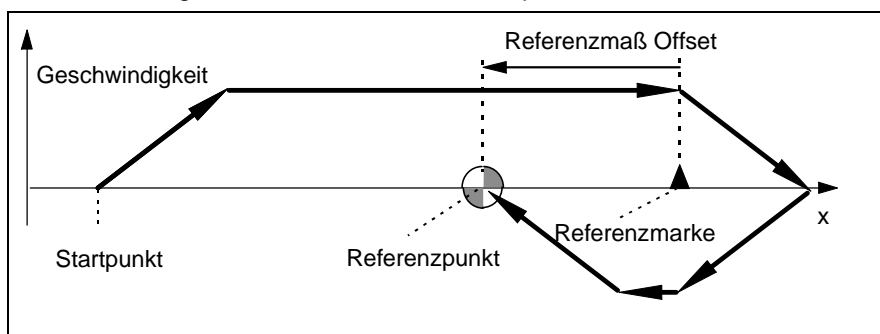 Referenzmaß Offset
Geschwindigkeit
x
Referenzmarke
Startpunkt
Referenzpunkt